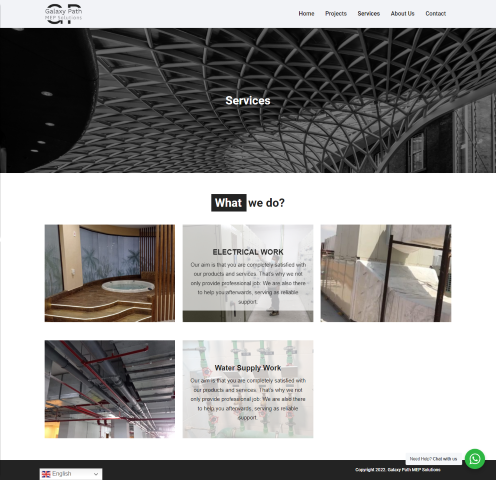 GP
Galaxy Path
MEP Solutions
Home Projects Services About Us Contact
Services
What we do?
ELECTRICAL WORK
Our aim is that you are completely satisfied with
our products and services. That's why we not
only provide professional job. We are also there
to help you afterwards, serving as reliable
support.
Water Supply Work
Our aim is that you are completely satisfied with
our products and services. That's why we not
only provide professional job. We are also there
to help you afterwards, serving as reliable
support.
Need Help? Chat with us
Copyright 2022. Galaxy Path MEP Solutions
English